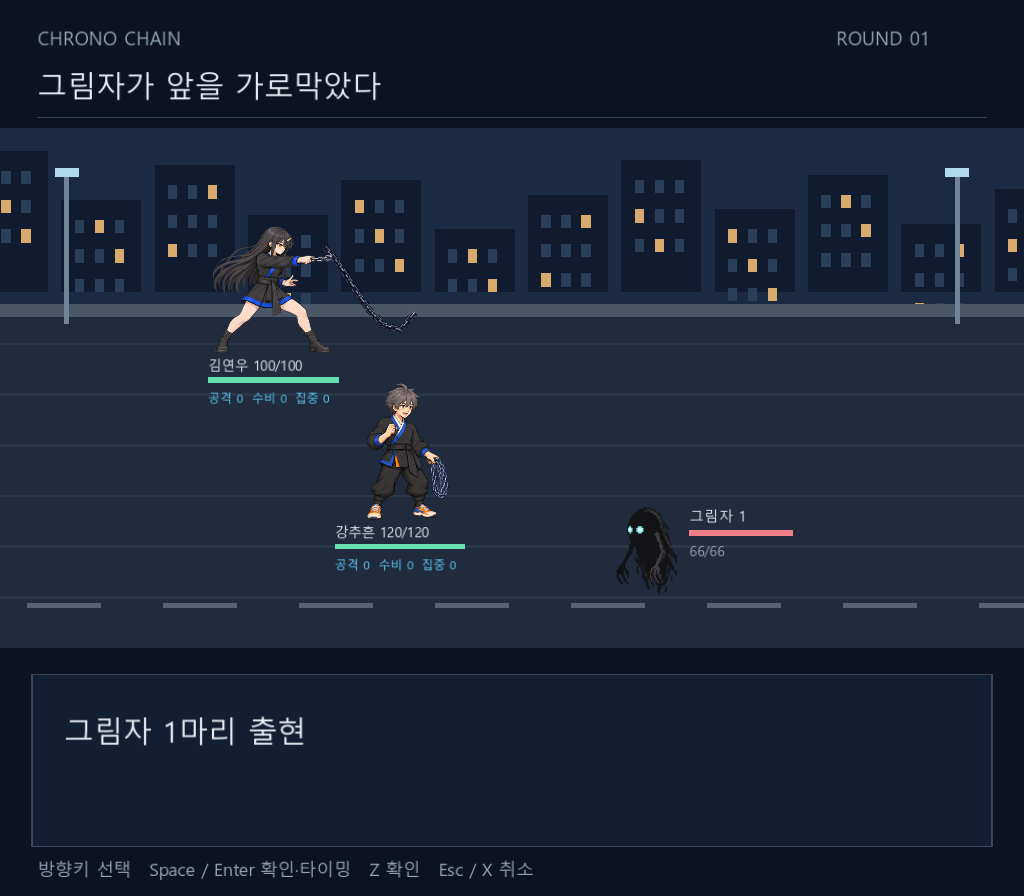 CHRONO CHAIN
ROUND 01
그림자가 앞을 가로막았다
김연우 100/100
공격 0 수비 0 집중 0
강추흔 120/120
공격 0 수비 0 집중 0
그림자 1
66/66
그림자 1마리 출현
방향키 선택 Space / Enter 확인·타이밍 Z 확인 Esc / X 취소